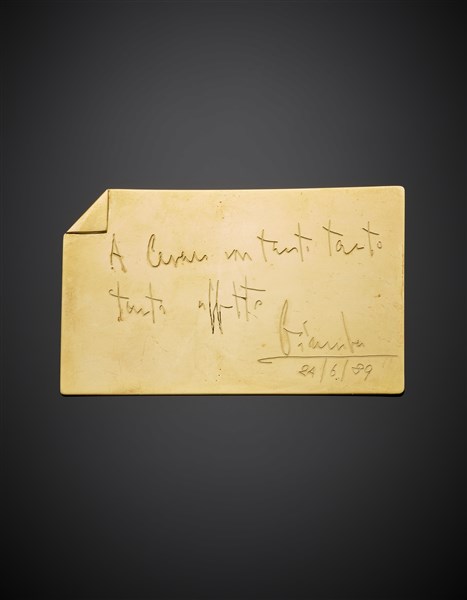 A Cesare con tanto tanto
tanto affetto
24/6/89